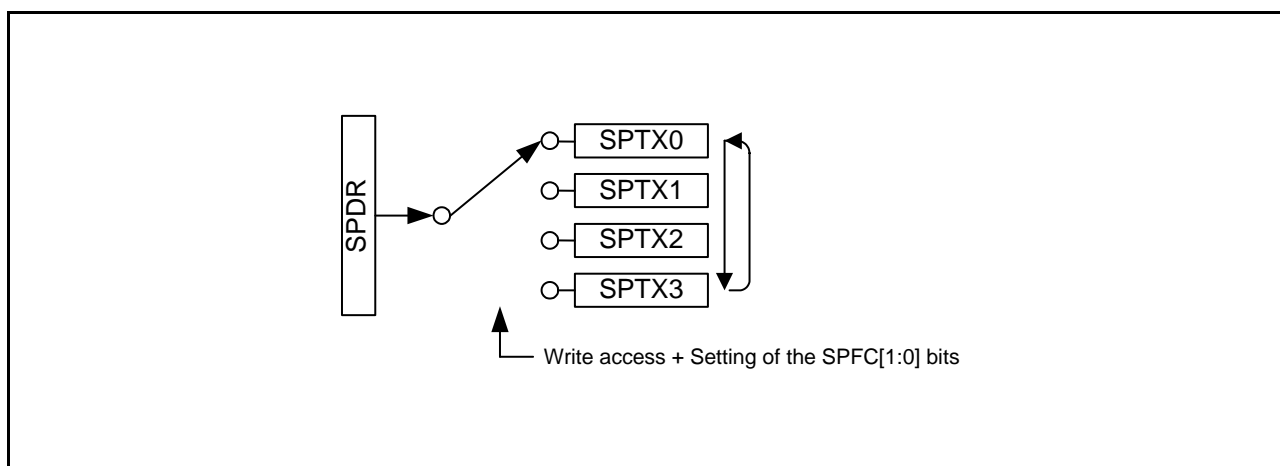 SPDR
SPTX0
SPTX1
SPTX2
SPTX3
Write access + Setting of the SPFC[1:0] bits